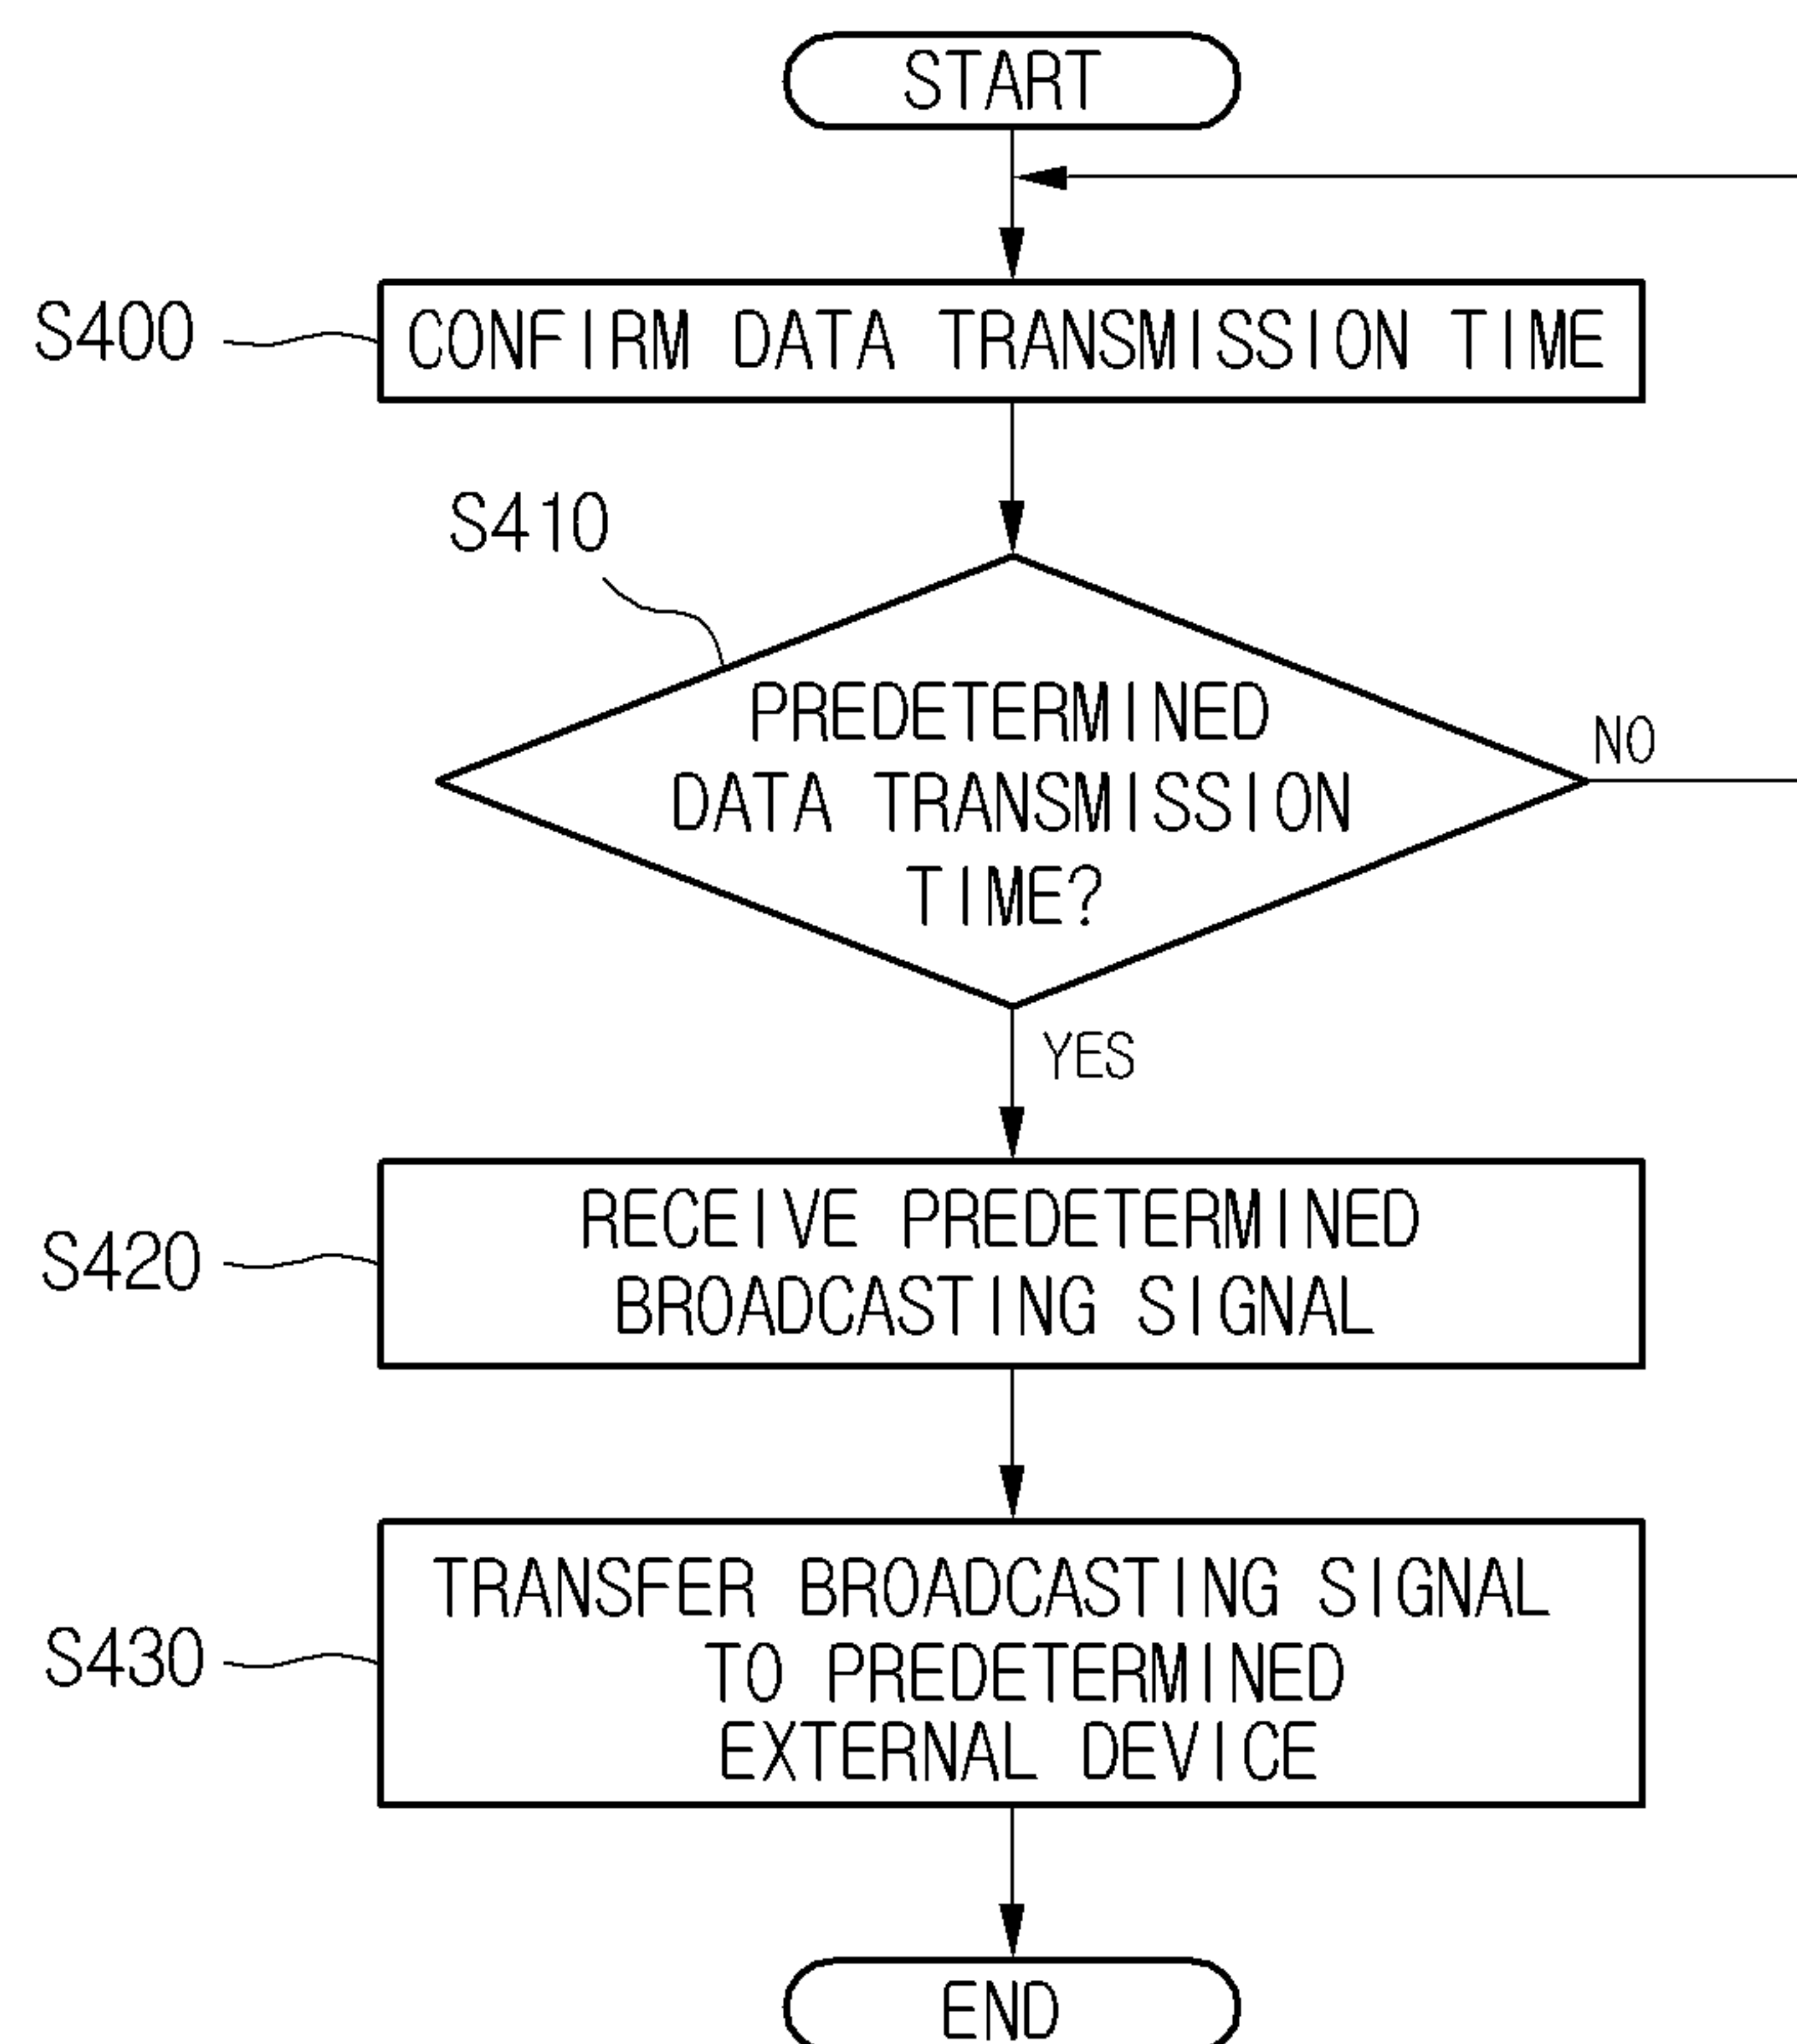 START
S400
CONFIRM DATA TRANSMISSION TIME
S410
PREDETERMINED
DATA TRANSMISSION
TIME?
NO
YES
S420
RECEIVE PREDETERMINED
BROADCASTING SIGNAL
S430
TRANSFER BROADCASTING SIGNAL
TO PREDETERMINED
EXTERNAL DEVICE
END